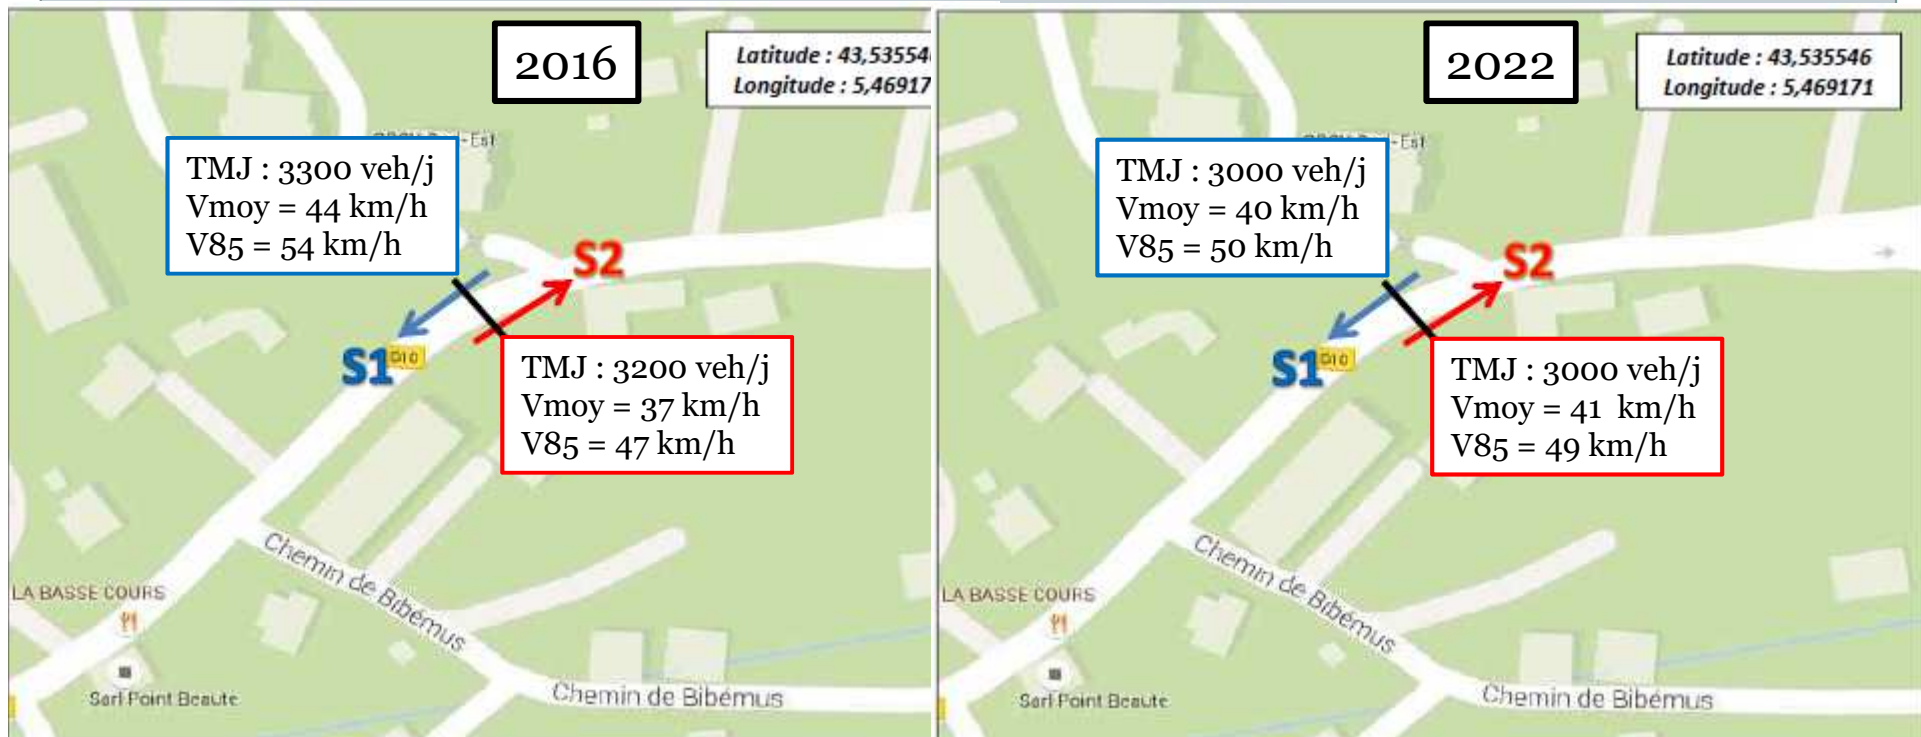 2016
Latitude : 43,53554
Longitude : 5,46917
-Est
TMJ : 3300 veh/j
Vmoy = 44 km/h
V85 = 54 km/h
S2
S1
D10
TMJ : 3200 veh/j
Vmoy = 37 km/h
V85 = 47 km/h
Chemin de Bibémus
LA BASSE COURS
Sarl Point Beaute
Chemin de Bibémus
2022
Latitude : 43,535546
Longitude : 5,469171
-Est
TMJ : 3000 veh/j
Vmoy = 40 km/h
V85 = 50 km/h
S2
S1
D10
TMJ : 3000 veh/j
Vmoy = 41 km/h
V85 = 49 km/h
Chemin de Bibémus
LA BASSE COURS
Sarl Point Beaute
Chemin de Bibémus